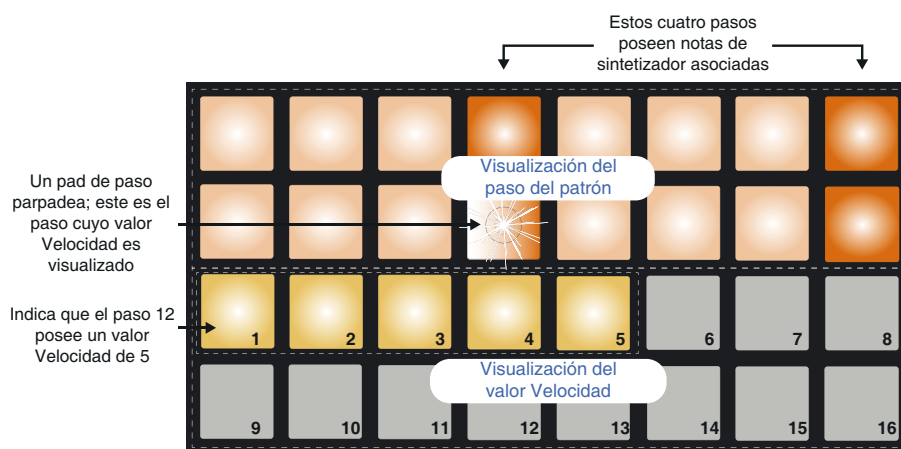 Estos cuatro pasos
poseen notas de
sintetizador asociadas
Visualización del
paso del patrón
Un pad de paso
parpadea; este es el
paso cuyo valor
Velocidad es
visualizado
Indica que el paso 12
posee un valor
Velocidad de 5
1 2 3 4 5 6 7 8
Visualización del
valor Velocidad
9 10 11 12 13 14 15 16